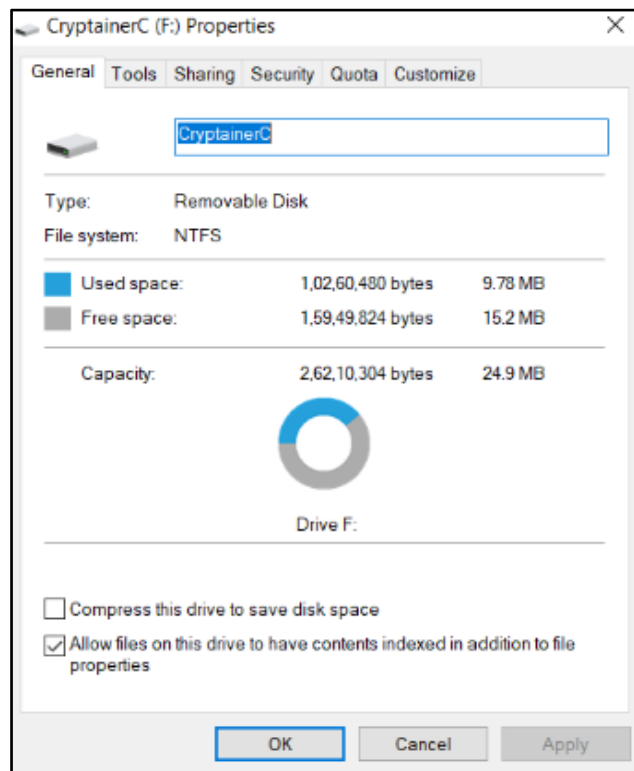 CryptainerC (F:) Properties
General Tools Sharing Security Quota Customize
CryptainerC
Type: Removable Disk
File system: NTFS
Used space: 1,02,60,480 bytes 9.78 MB
Free space: 1,59,49,824 bytes 15.2 MB
Capacity: 2,62,10,304 bytes 24.9 MB
Drive F:
Compress this drive to save disk space
Allow files on this drive to have contents indexed in addition to file
properties
OK Cancel Apply